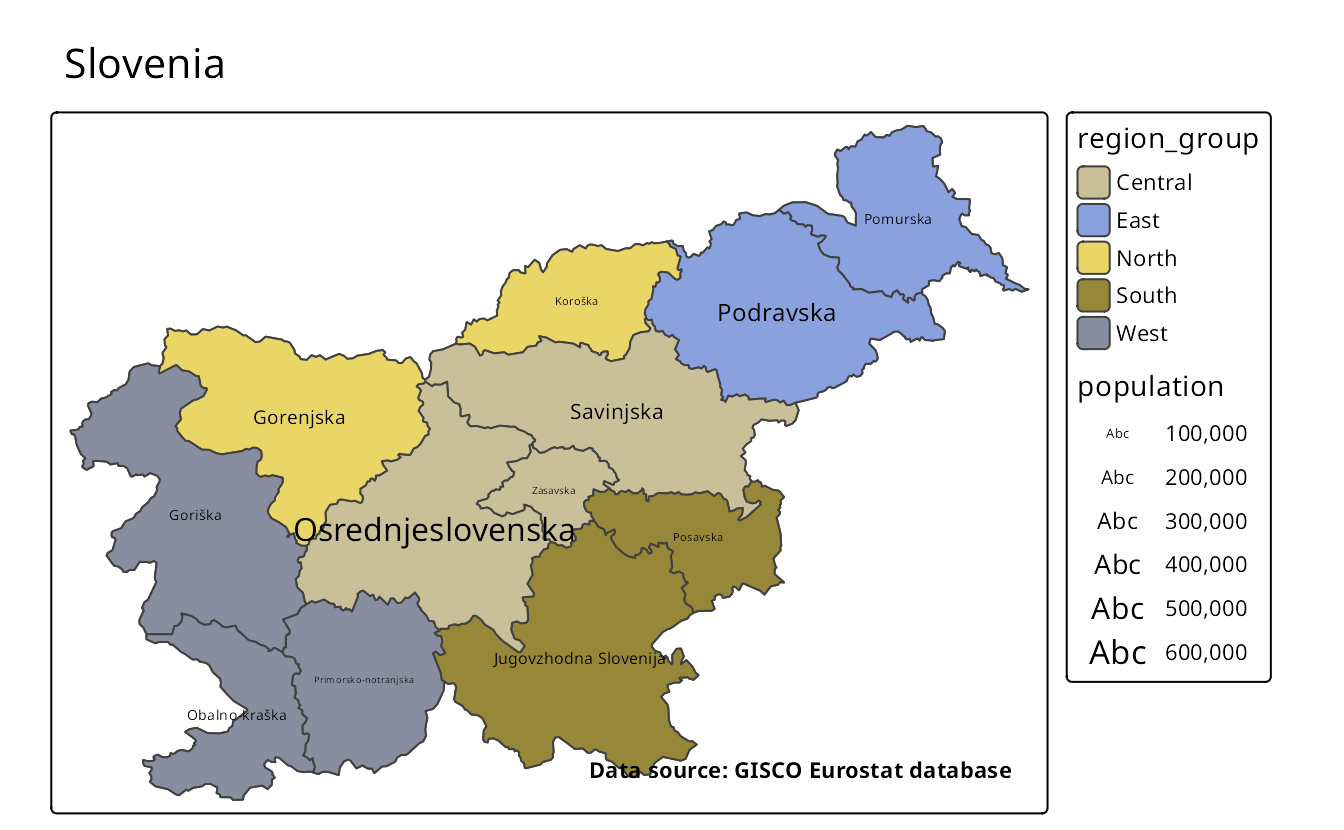 Slovenia
Pomurska
Koroška
Podravska
Gorenjska
Savinjska
Zasavska
Goriška
Osrednjeslovenska
Posavska
Jugovzhodna Slovenija
Primorsko-notranjska
Obalno-kraška
Data source: GISCO Eurostat database
region_group
Central
East
North
South
West
population
Abc 100,000
Abc 200,000
Abc 300,000
Abc 400,000
Abc 500,000
Abc 600,000